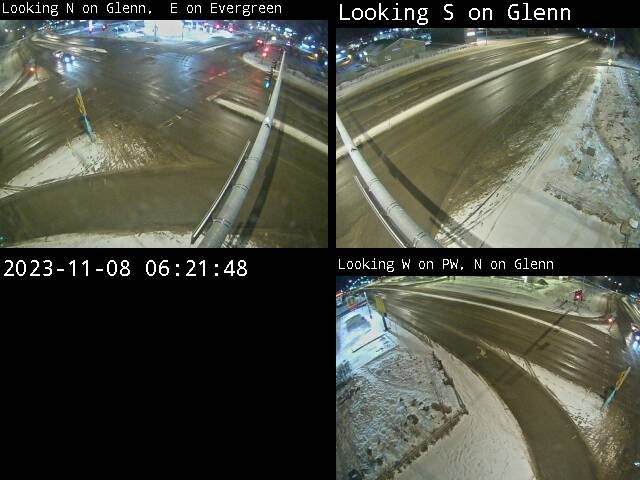 Looking N on Glenn,  E on Evergreen
Looking S on Glenn
2023-11-08 06:21:48
Looking W on PW, N on Glenn